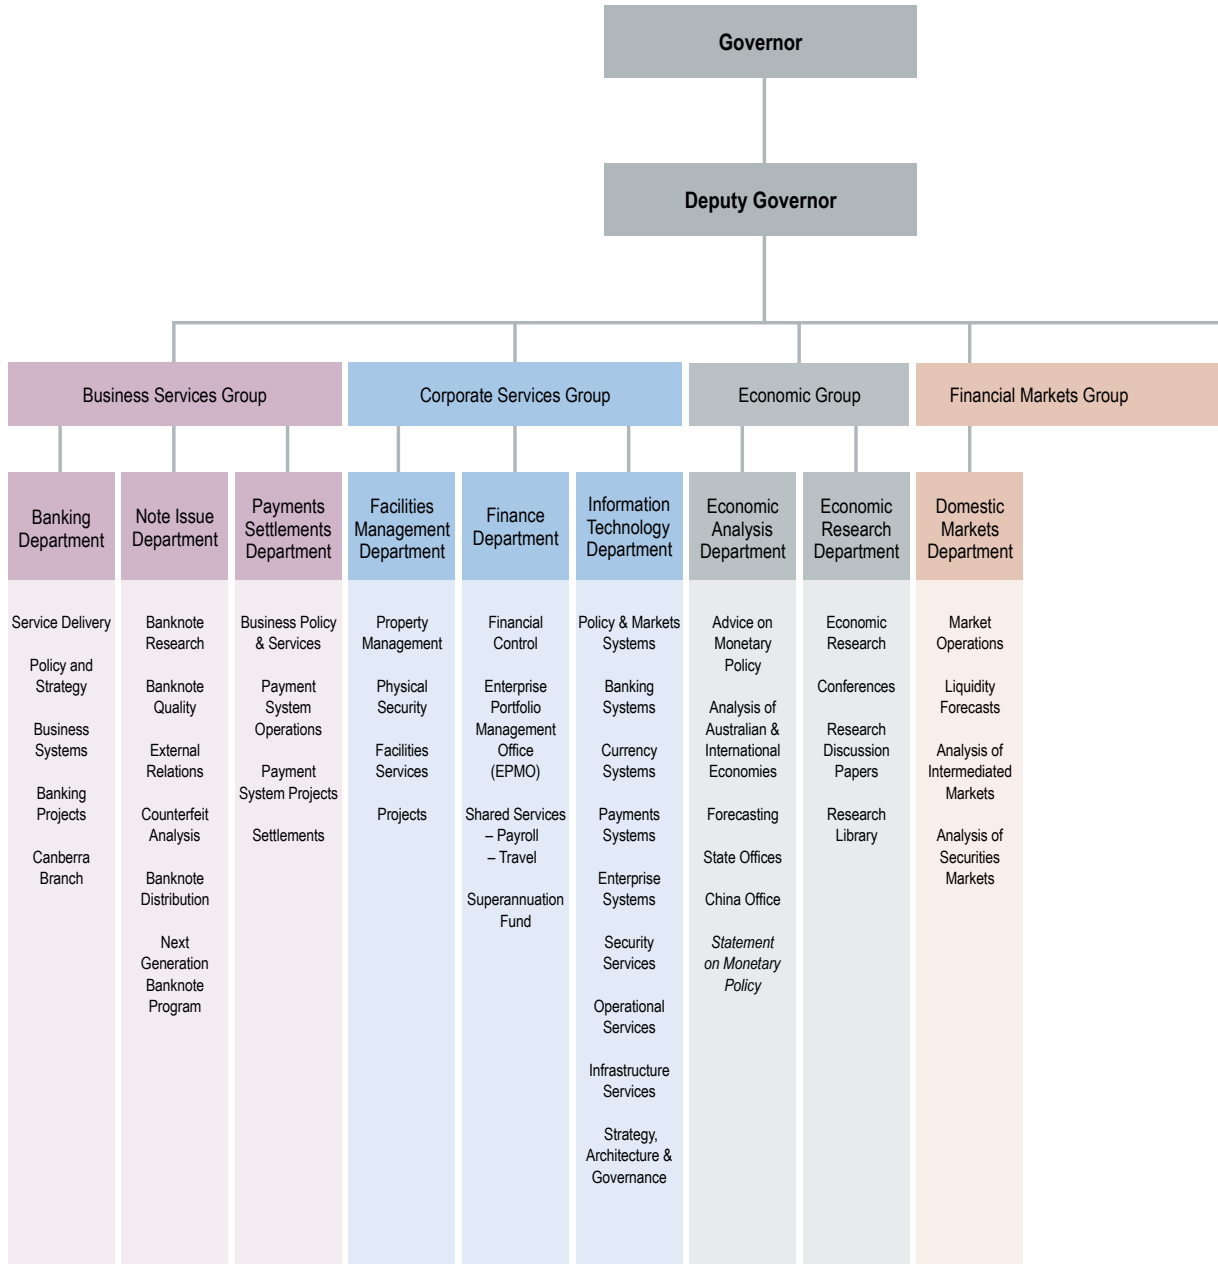 Governor
Deputy Governor
Business Services Group
Corporate Services Group
Economic Group
Financial Markets Group
Banking
Department
Note Issue
Department
Payments
Settlements
Department
Facilities
Management
Department
Finance
Department
Information
Technology
Department
Economic
Analysis
Department
Economic
Research
Department
Domestic
Markets
Department
Service Delivery
Policy and
Strategy
Business
Systems
Banking
Projects
Canberra
Branch
Banknote
Research
Banknote
Quality
External
Relations
Counterfeit
Analysis
Banknote
Distribution
Next
Generation
Banknote
Program
Business Policy
& Services
Payment
System
Operations
Payment
System Projects
Settlements
Property
Management
Physical
Security
Facilities
Services
Projects
Financial
Control
Enterprise
Portfolio
Management
Office
(EPMO)
Shared Services
– Payroll
– Travel
Superannuation
Fund
Policy & Markets
Systems
Banking
Systems
Currency
Systems
Payments
Systems
Enterprise
Systems
Security
Services
Operational
Services
Infrastructure
Services
Strategy,
Architecture &
Governance
Advice on
Monetary
Policy
Analysis of
Australian &
International
Economies
Forecasting
State Offices
China Office
Statement
on Monetary
Policy
Economic
Research
Conferences
Research
Discussion
Papers
Research
Library
Market
Operations
Liquidity
Forecasts
Analysis of
Intermediated
Markets
Analysis of
Securities
Markets